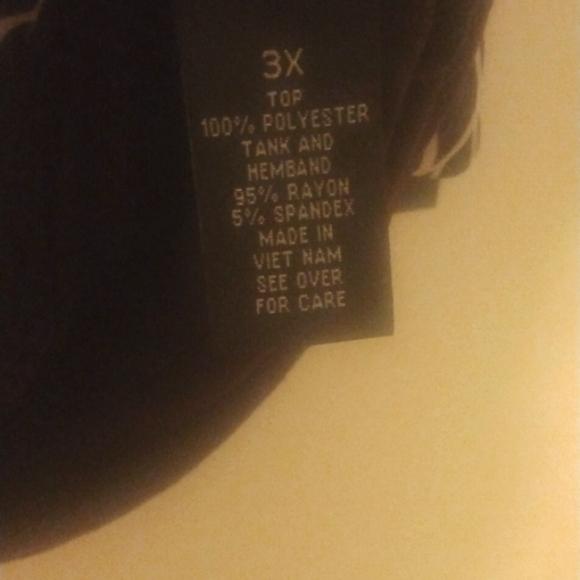 3X
TOP
100% POLYESTER
TANK AND
HEMBAND
95% RAYON
5% SPANDEX
MADE IN
VIET NAM
SEE OVER
FOR CARE